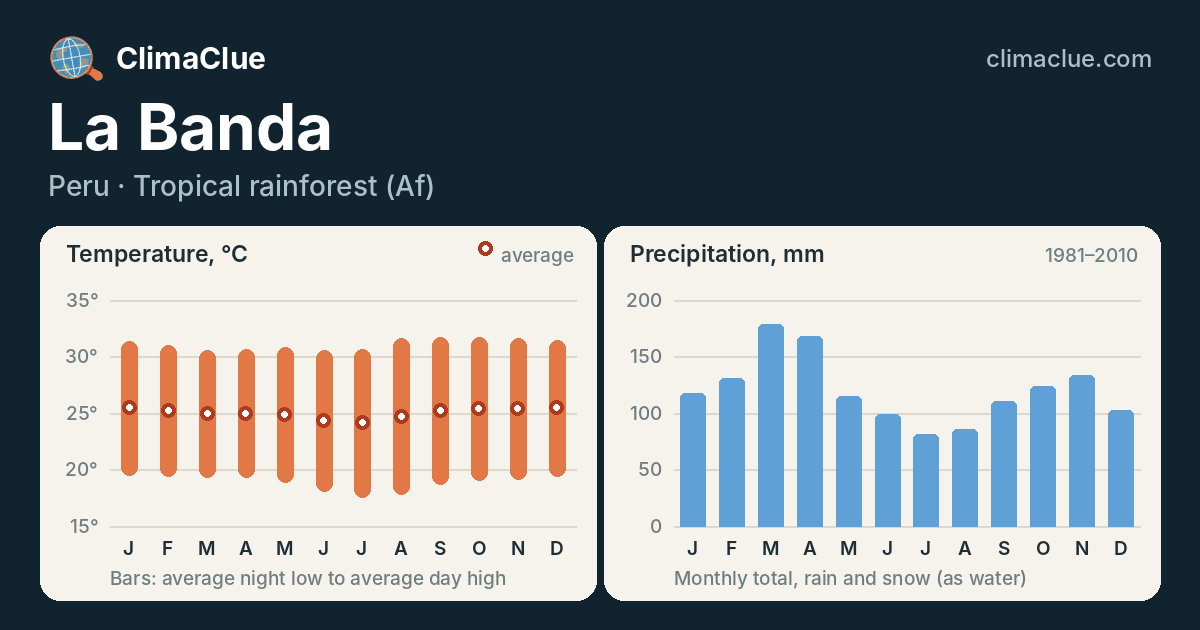 ClimaClue
climaclue.com
La Banda
Peru · Tropical rainforest (Af)
Temperature, °C
average
35°
30°
25°
20°
15°
J F M A M J J A S O N D
Bars: average night low to average day high
Precipitation, mm
1981–2010
200
150
100
50
0
J F M A M J J A S O N D
Monthly total, rain and snow (as water)